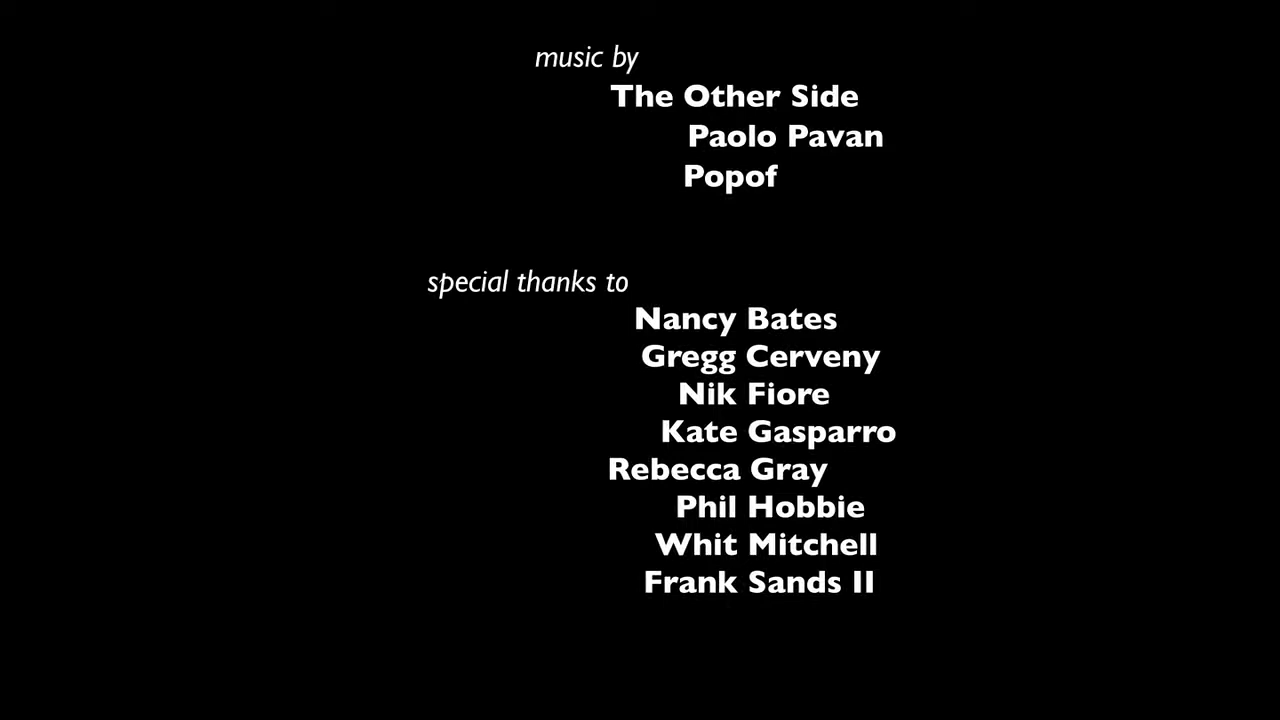 music by
The Other Side
Paolo Pavan
Popof
special thanks to
Nancy Bates
Gregg Cerveny
Nik Fiore
Kate Gasparro
Rebecca Gray
Phil Hobbie
Whit Mitchell
Frank Sands II